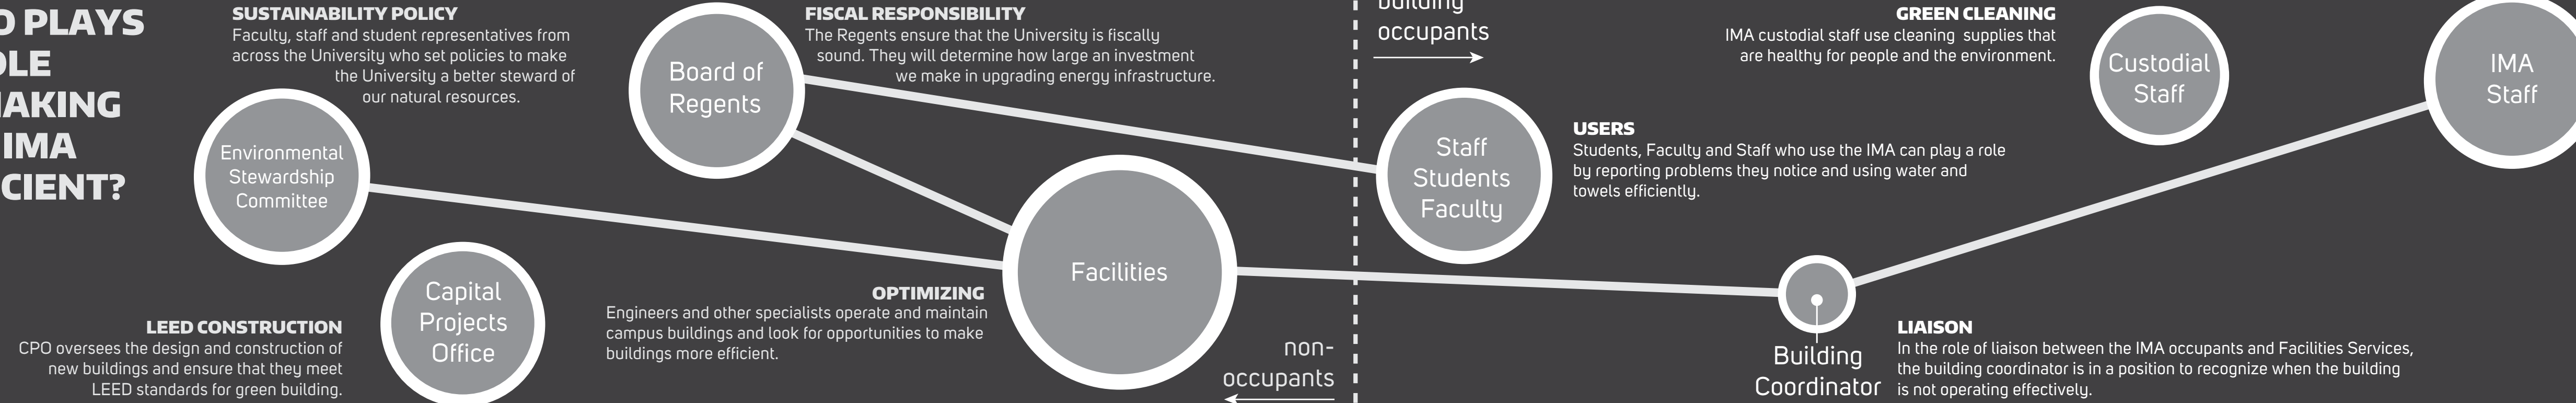 O PLAYS
OLE
MAKING
IMA
CIENT?
SUSTAINABILITY POLICY
Faculty, staff and student representatives from
across the University who set policies to make
the University a better steward of
our natural resources.
Environmental
Stewardship
Committee
LEED CONSTRUCTION
CPO oversees the design and construction of
new buildings and ensure that they meet
LEED standards for green building.
Capital
Projects
Office
Board of
Regents
FISCAL RESPONSIBILITY
The Regents ensure that the University is fiscally
sound. They will determine how large an investment
we make in upgrading energy infrastructure.
OPTIMIZING
Engineers and other specialists operate and maintain
campus buildings and look for opportunities to make
buildings more efficient.
Facilities
non-
occupants
building
occupants
Staff
Students
Faculty
USERS
Students, Faculty and Staff who use the IMA can play a role
by reporting problems they notice and using water and
towels efficiently.
GREEN CLEANING
IMA custodial staff use cleaning supplies that
are healthy for people and the environment.
Custodial
Staff
IMA
Staff
Building
Coordinator
LIAISON
In the role of liaison between the IMA occupants and Facilities Services,
the building coordinator is in a position to recognize when the building
is not operating effectively.